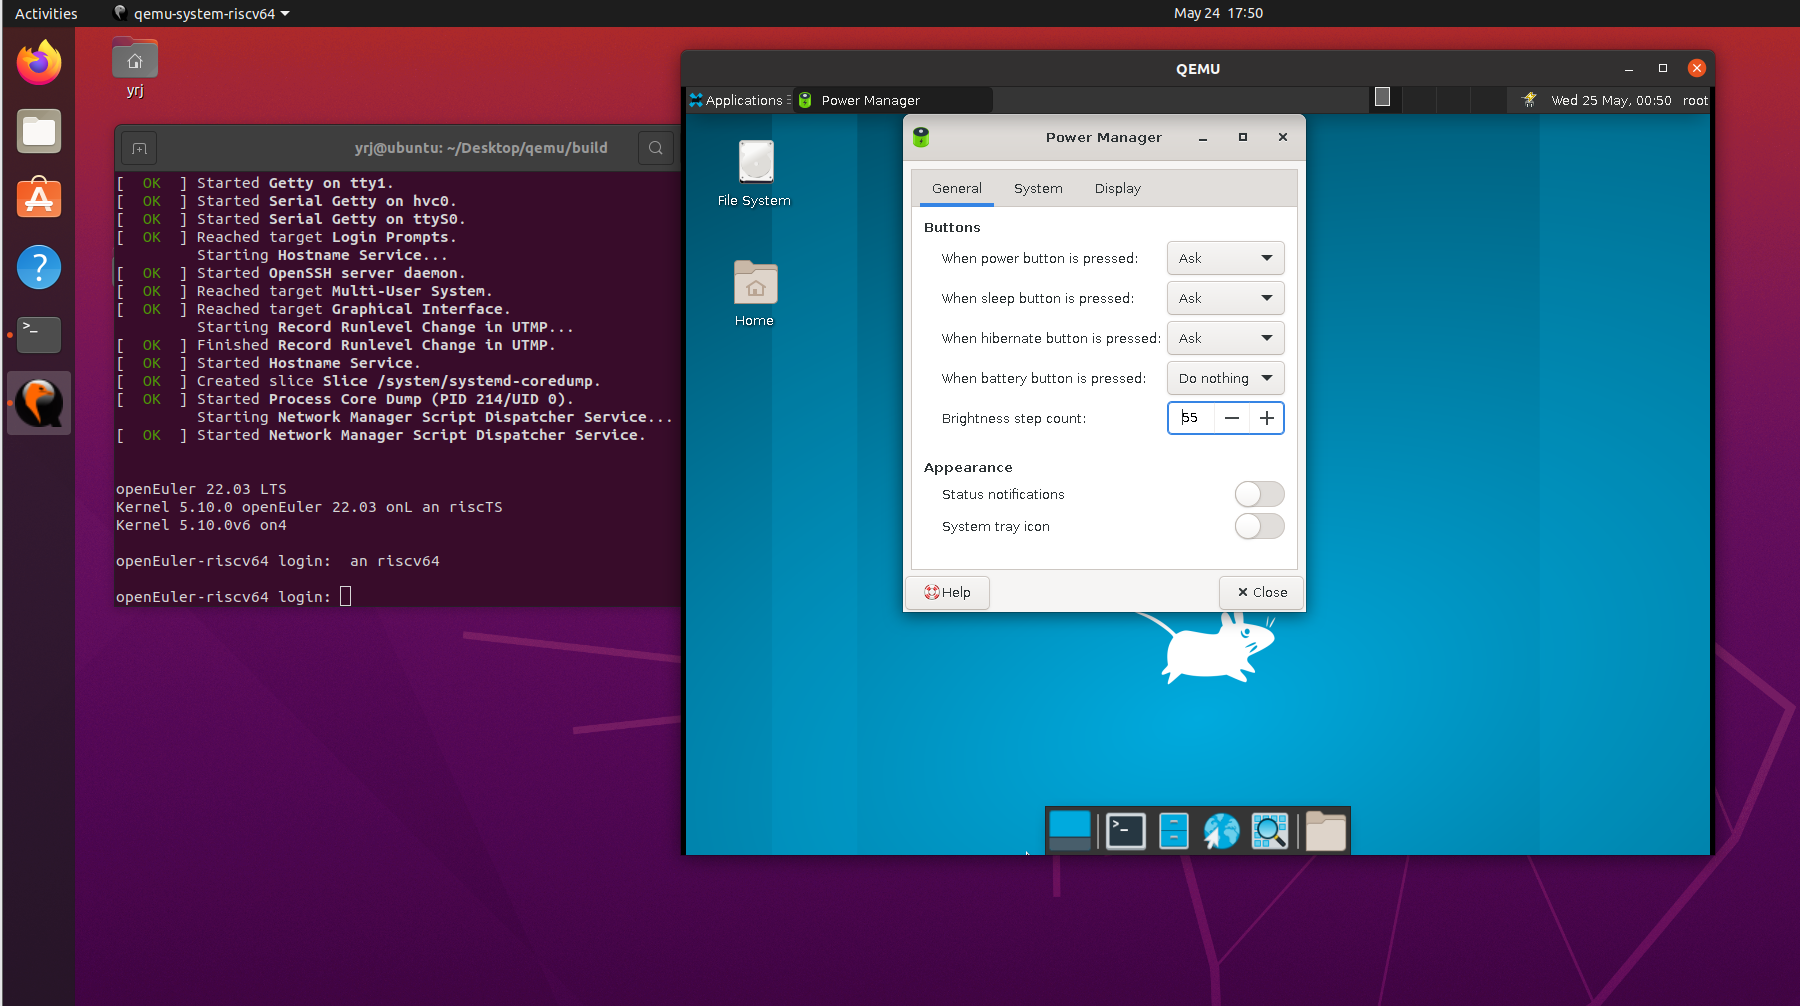 Activities
qemu-system-riscv64
May 24 17:50
yrj
yrj@ubuntu: ~/Desktop/qemu/build
[ OK ] Started Getty on tty1.
[ OK ] Started Serial Getty on hvc0.
[ OK ] Started Serial Getty on ttyS0.
[ OK ] Reached target Login Prompts.
Starting Hostname Service...
[ OK ] Started OpenSSH server daemon.
[ OK ] Reached target Multi-User System.
[ OK ] Reached target Graphical Interface.
Starting Record Runlevel Change in UTMP...
[ OK ] Finished Record Runlevel Change in UTMP.
[ OK ] Started Hostname Service.
[ OK ] Created slice Slice /system/systemd-coredump.
[ OK ] Started Process Core Dump (PID 214/UID 0).
Starting Network Manager Script Dispatcher Service...
[ OK ] Started Network Manager Script Dispatcher Service.
openEuler 22.03 LTS
Kernel 5.10.0 openEuler 22.03 onL an riscTS
Kernel 5.10.0v6 on4
openEuler-riscv64 login:  an riscv64
openEuler-riscv64 login:
QEMU
Applications
Power Manager
Wed 25 May, 00:50
root
File System
Home
Power Manager
General
System
Display
Buttons
When power button is pressed:
Ask
When sleep button is pressed:
Ask
When hibernate button is pressed:
Ask
When battery button is pressed:
Do nothing
Brightness step count:
55
Appearance
Status notifications
System tray icon
Help
Close